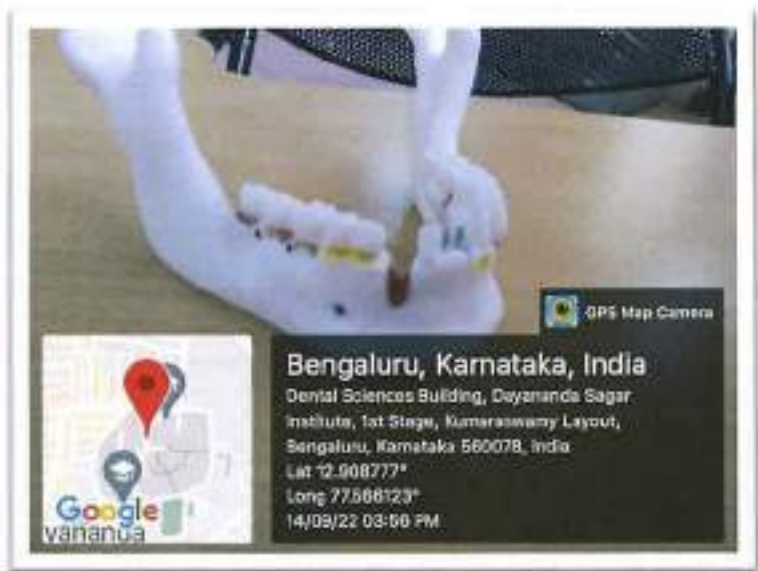 GPS Map Camera
Bengaluru, Karnataka, India
Dental Sciences Building, Dayananda Sagar
Institute, 1st Stage, Kumaraswamy Layout,
Bengaluru, Karnataka 560078, India
Lat 12.908777°
Long 77.566123°
14/09/22 03:56 PM
Google